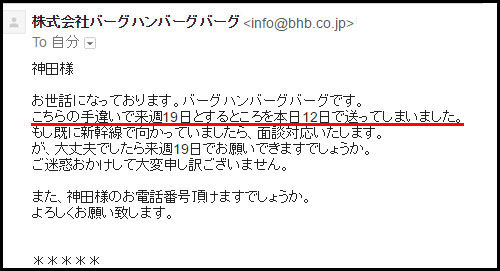 株式会社バーグハンバーグバーグ <info@bhb.co.jp>
To 自分
神田様
お世話になっております。バーグハンバーグバーグです。
こちらの手違いで来週19日とするところを本日12日で送ってしまいました。
もし既に新幹線で向かっていましたら、面談対応いたします。
が、大丈夫でしたら来週19日でお願いできますでしょうか。
ご迷惑おかけして大変申し訳ございません。
また、神田様のお電話番号頂けますでしょうか。
よろしくお願い致します。
＊＊＊＊＊